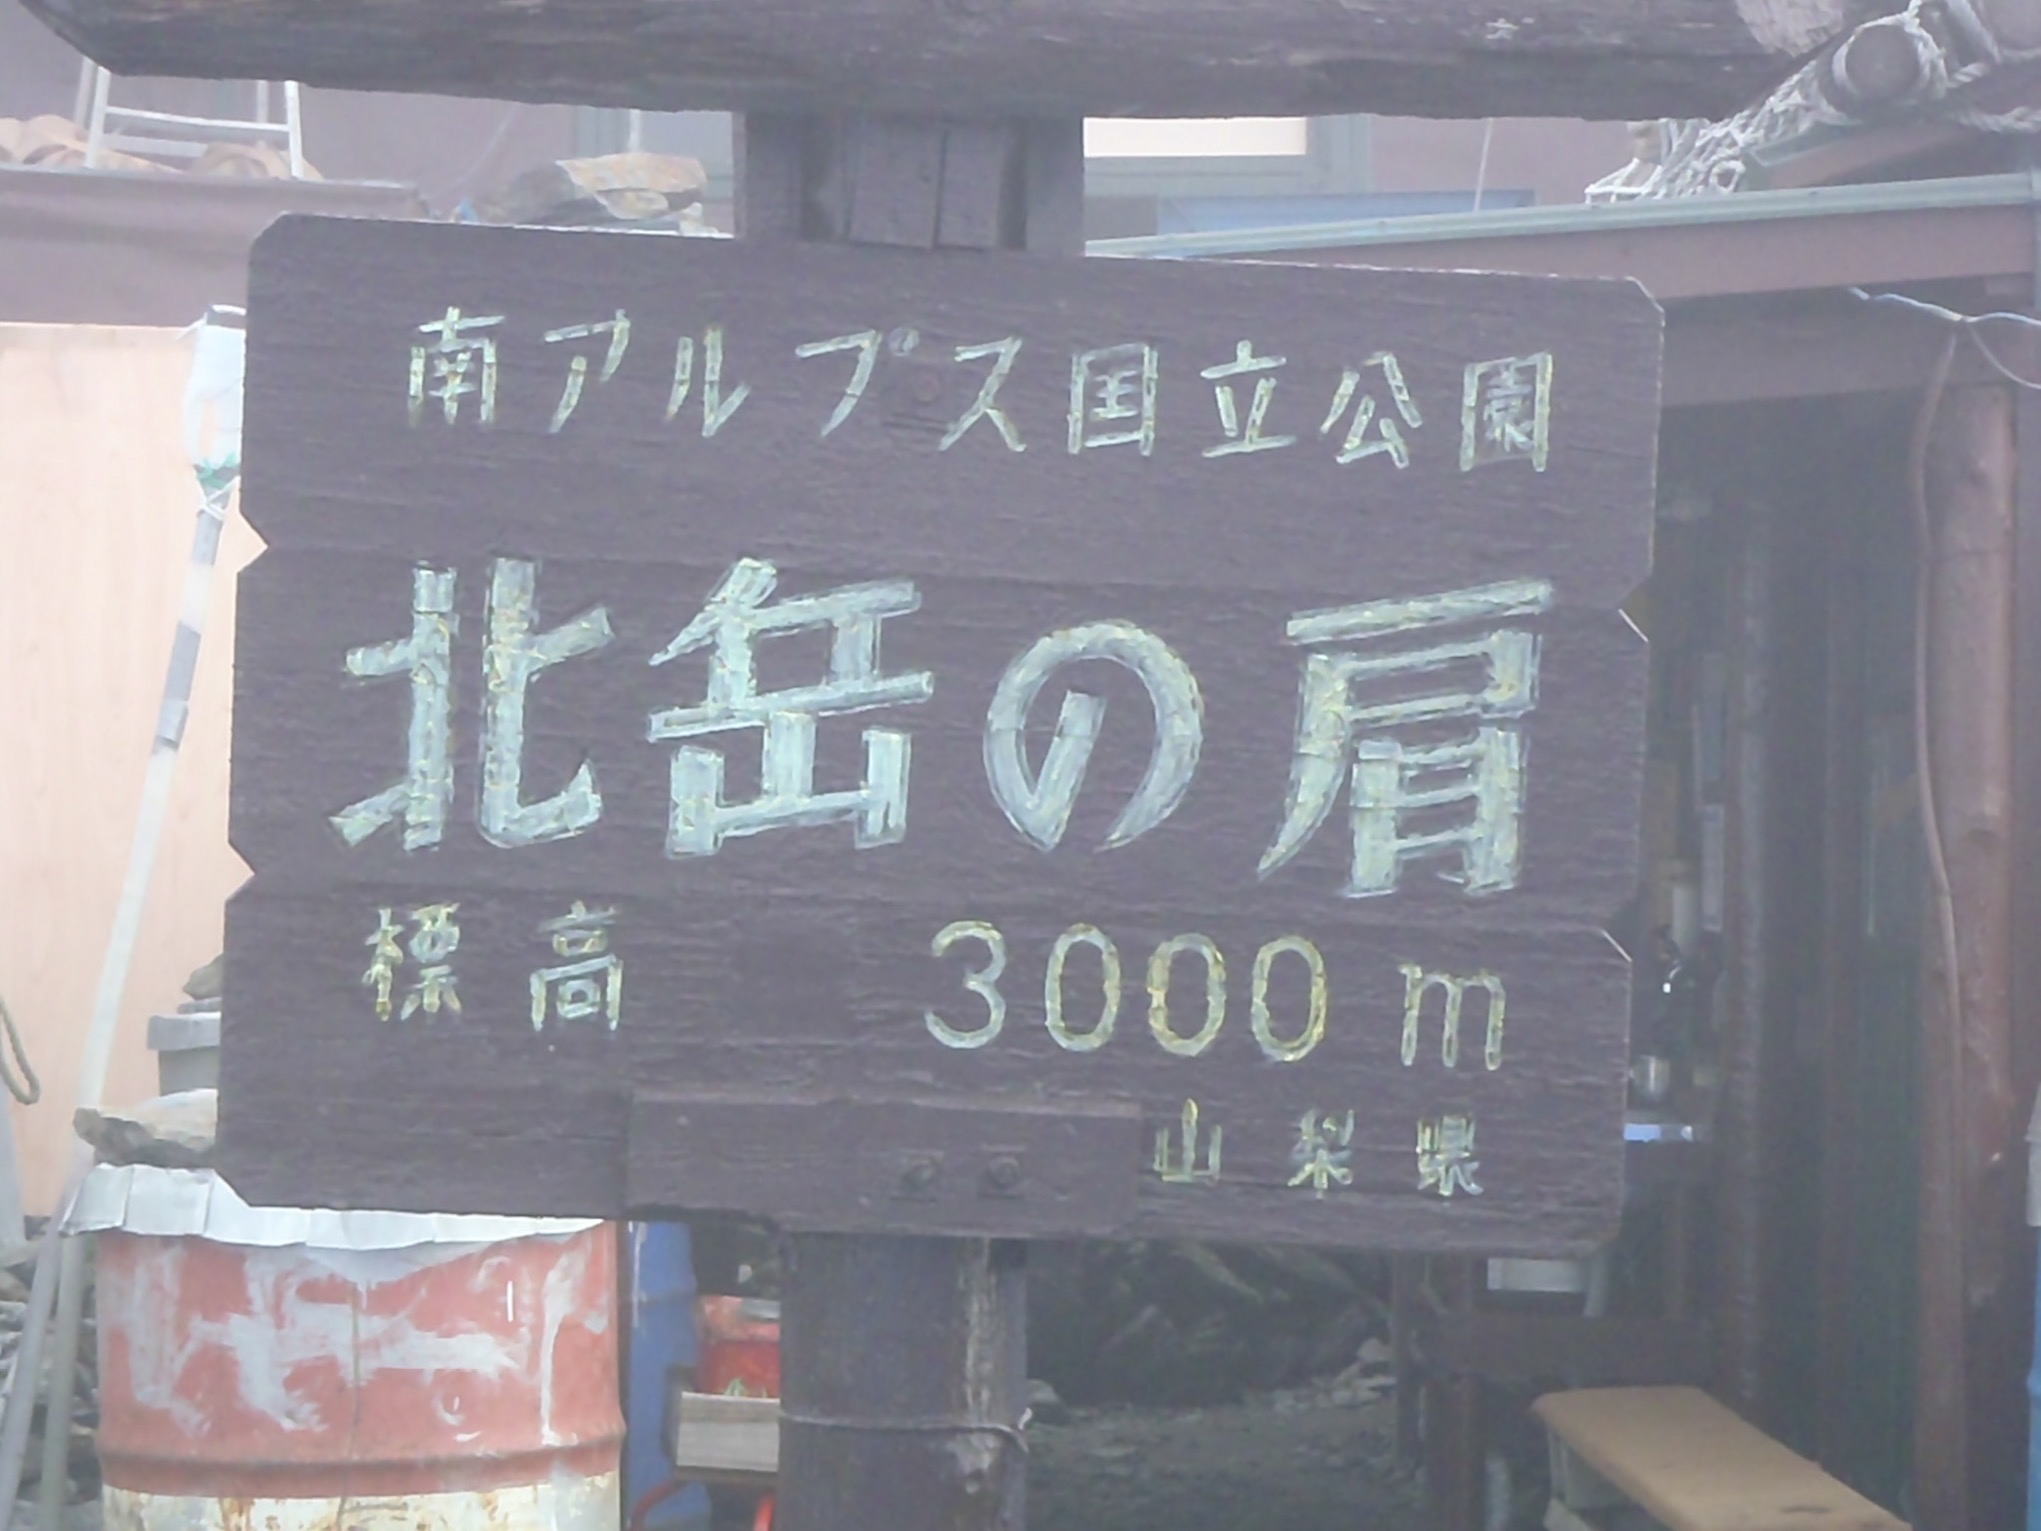 南アルプス国立公園
北岳の肩
標高 3000m
山梨県